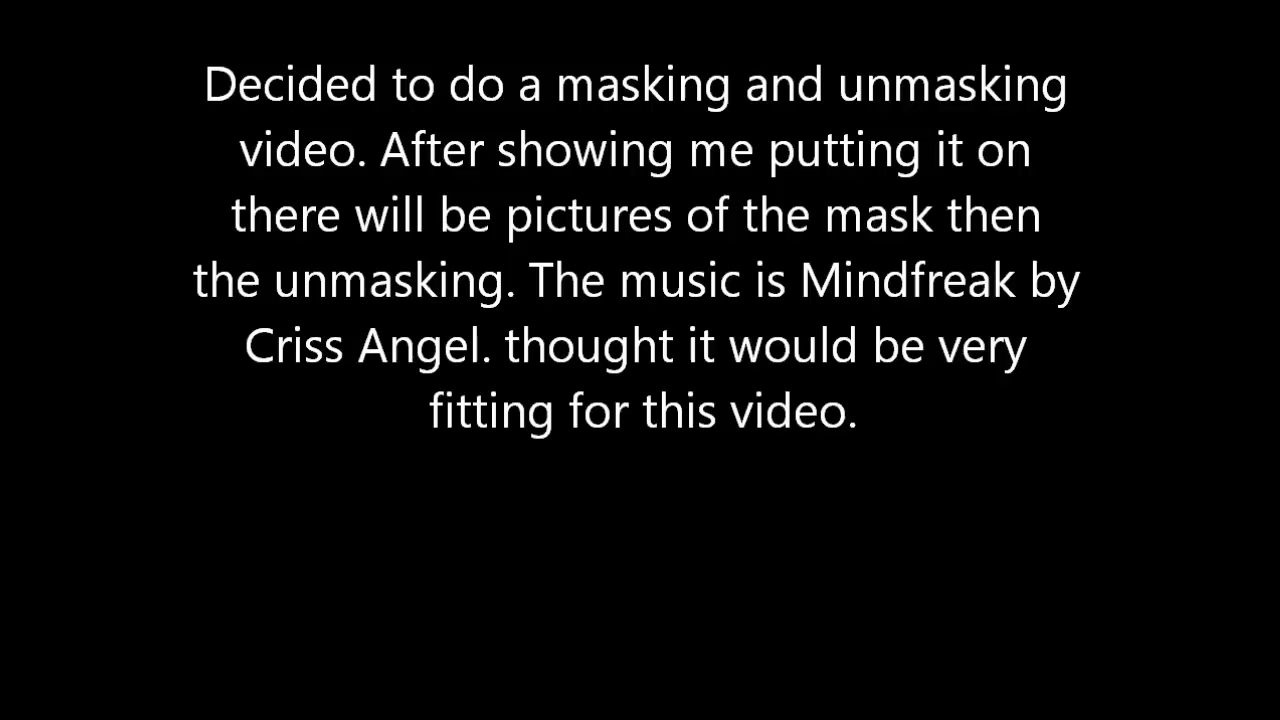 Decided to do a masking and unmasking
video. After showing me putting it on
there will be pictures of the mask then
the unmasking. The music is Mindfreak by
Criss Angel. thought it would be very
fitting for this video.